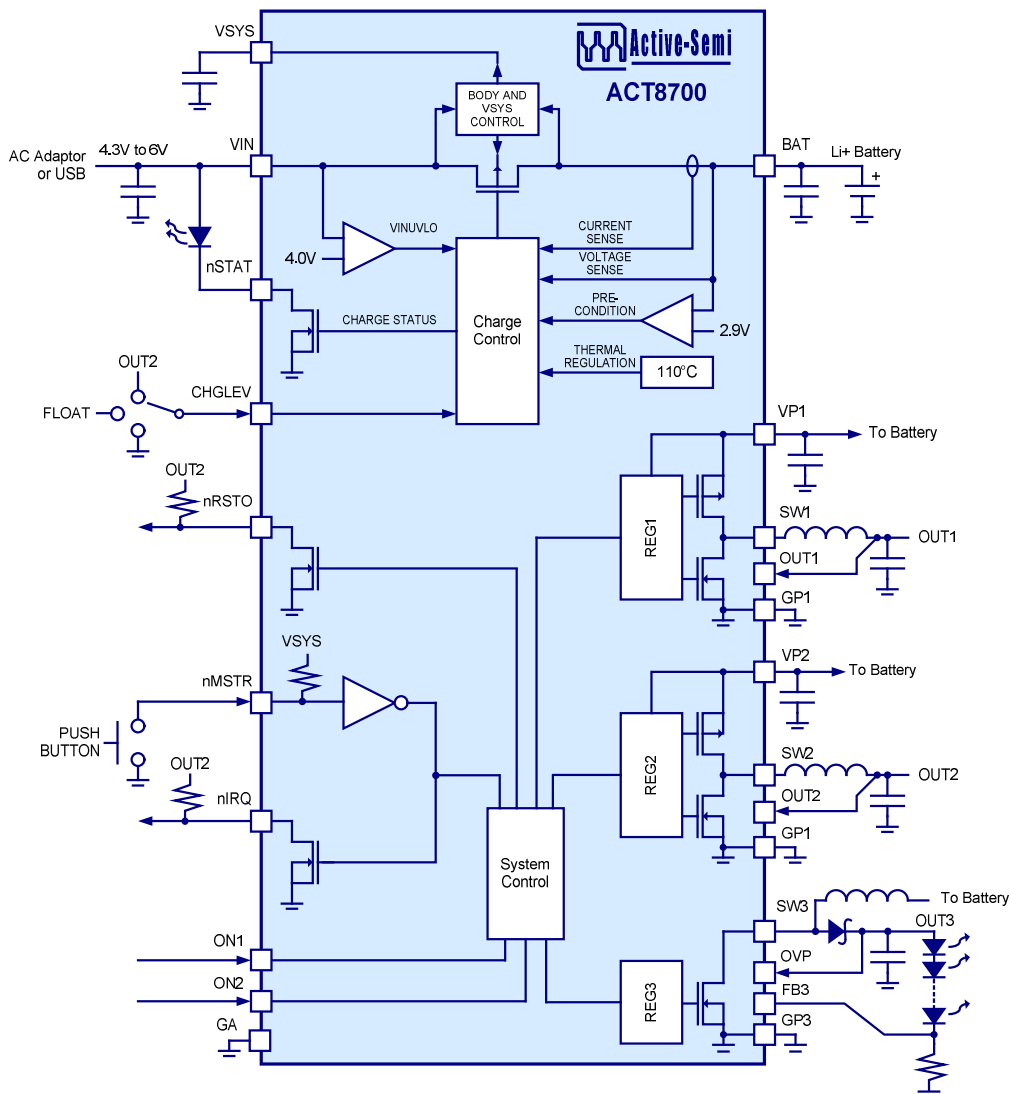 VSYS
Active-Semi
ACT8700
BODY AND
VSYS
CONTROL
AC Adaptor
or USB
4.3V to 6V
VIN
BAT
Li+ Battery
+
VINUVLO
4.0V
CURRENT
SENSE
VOLTAGE
SENSE
nSTAT
CHARGE STATUS
Charge
Control
PRE-
CONDITION
2.9V
THERMAL
REGULATION
110°C
OUT2
FLOAT
CHGLEV
VP1
To Battery
OUT2
nRSTO
REG1
SW1
OUT1
OUT1
GP1
VSYS
nMSTR
PUSH
BUTTON
VP2
To Battery
REG2
SW2
OUT2
OUT2
GP1
OUT2
nIRQ
System
Control
To Battery
SW3
OUT3
OVP
FB3
GP3
REG3
ON1
ON2
GA